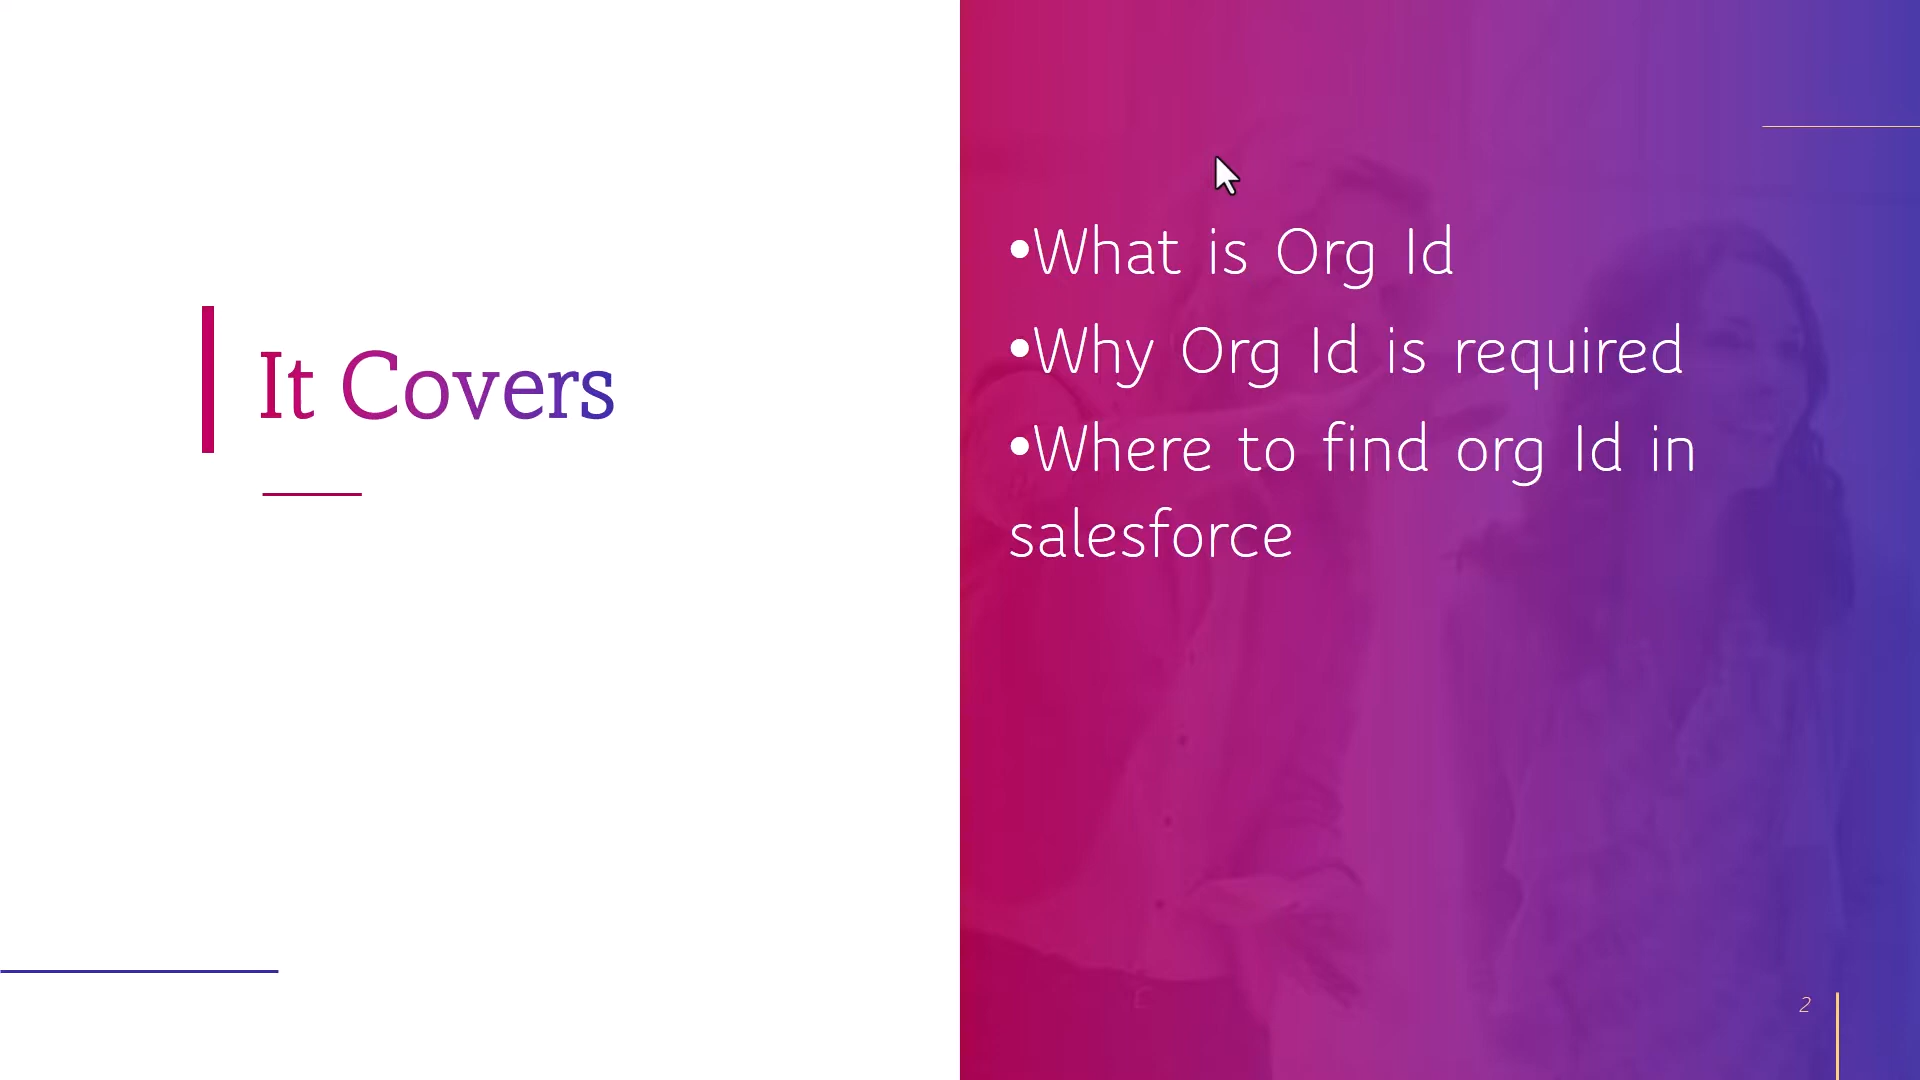 It Covers
•What is Org Id
•Why Org Id is required
•Where to find org Id in
salesforce
2